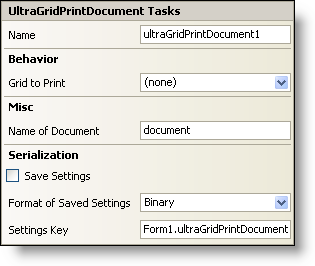 UltraGridPrintDocument Tasks
Name ultraGridPrintDocument1
Behavior
Grid to Print (none)
Misc
Name of Document document
Serialization
Save Settings
Format of Saved Settings Binary
Settings Key Form1.ultraGridPrintDocument